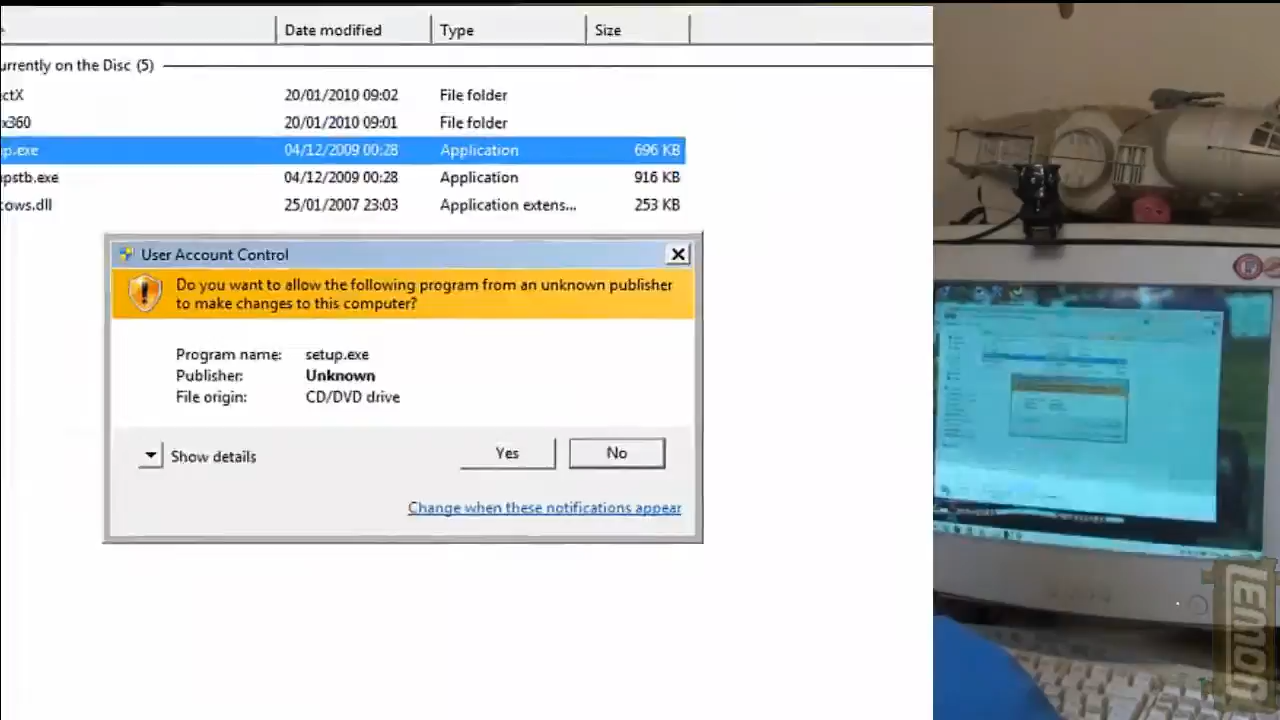 Date modified Type Size
urrently on the Disc (5)
ctX 20/01/2010 09:02 File folder
x360 20/01/2010 09:01 File folder
p.exe 04/12/2009 00:28 Application 696 KB
pstb.exe 04/12/2009 00:28 Application 916 KB
ows.dll 25/01/2007 23:03 Application extens... 253 KB
User Account Control
Do you want to allow the following program from an unknown publisher
to make changes to this computer?
Program name: setup.exe
Publisher: Unknown
File origin: CD/DVD drive
Show details Yes No
Change when these notifications appear
LEMON